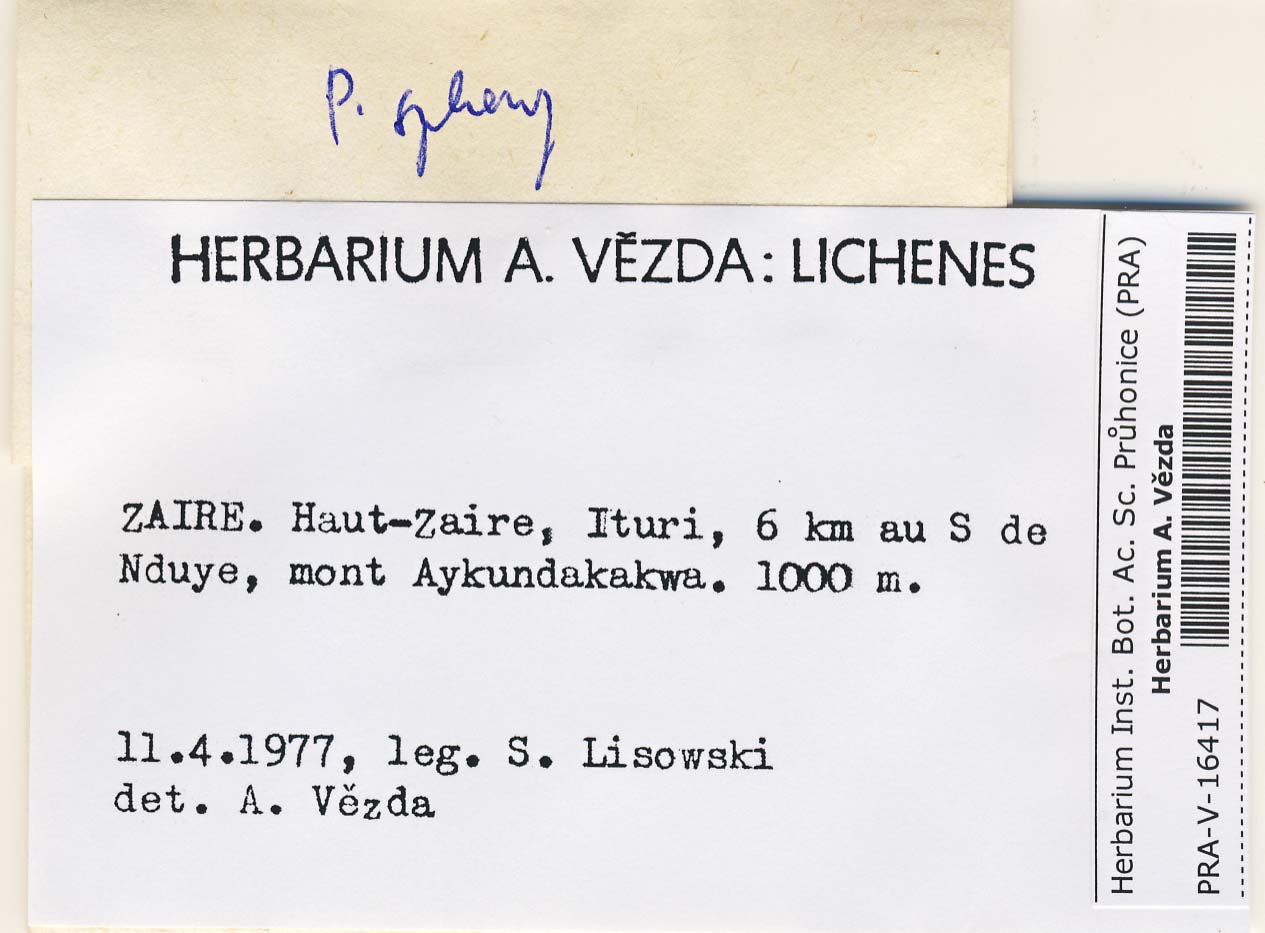 P.
HERBARIUM A. VĚZDA: LICHENES
ZAIRE. Haut-Zaire, Ituri, 6 km au S de
Nduye, mont Aykundakakwa. 1000 m.
11.4.1977, leg. S. Lisowski
det. A. Vězda
Herbarium Inst. Bot. Ac. Sc. Průhonice (PRA)
Herbarium A. Vězda
PRA-V-16417